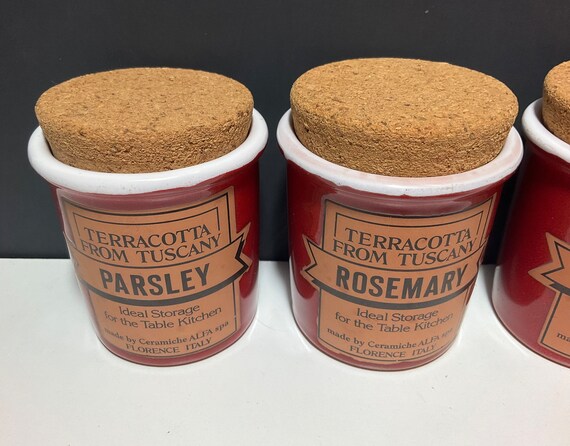 TERRACOTTA
FROM TUSCANY
PARSLEY
Ideal Storage
for the Table Kitchen
made by Ceramiche ALFA spa
FLORENCE ITALY
TERRACOTTA
FROM TUSCANY
ROSEMARY
Ideal Storage
for the Table Kitchen
made by Ceramiche ALFA spa
FLORENCE ITALY